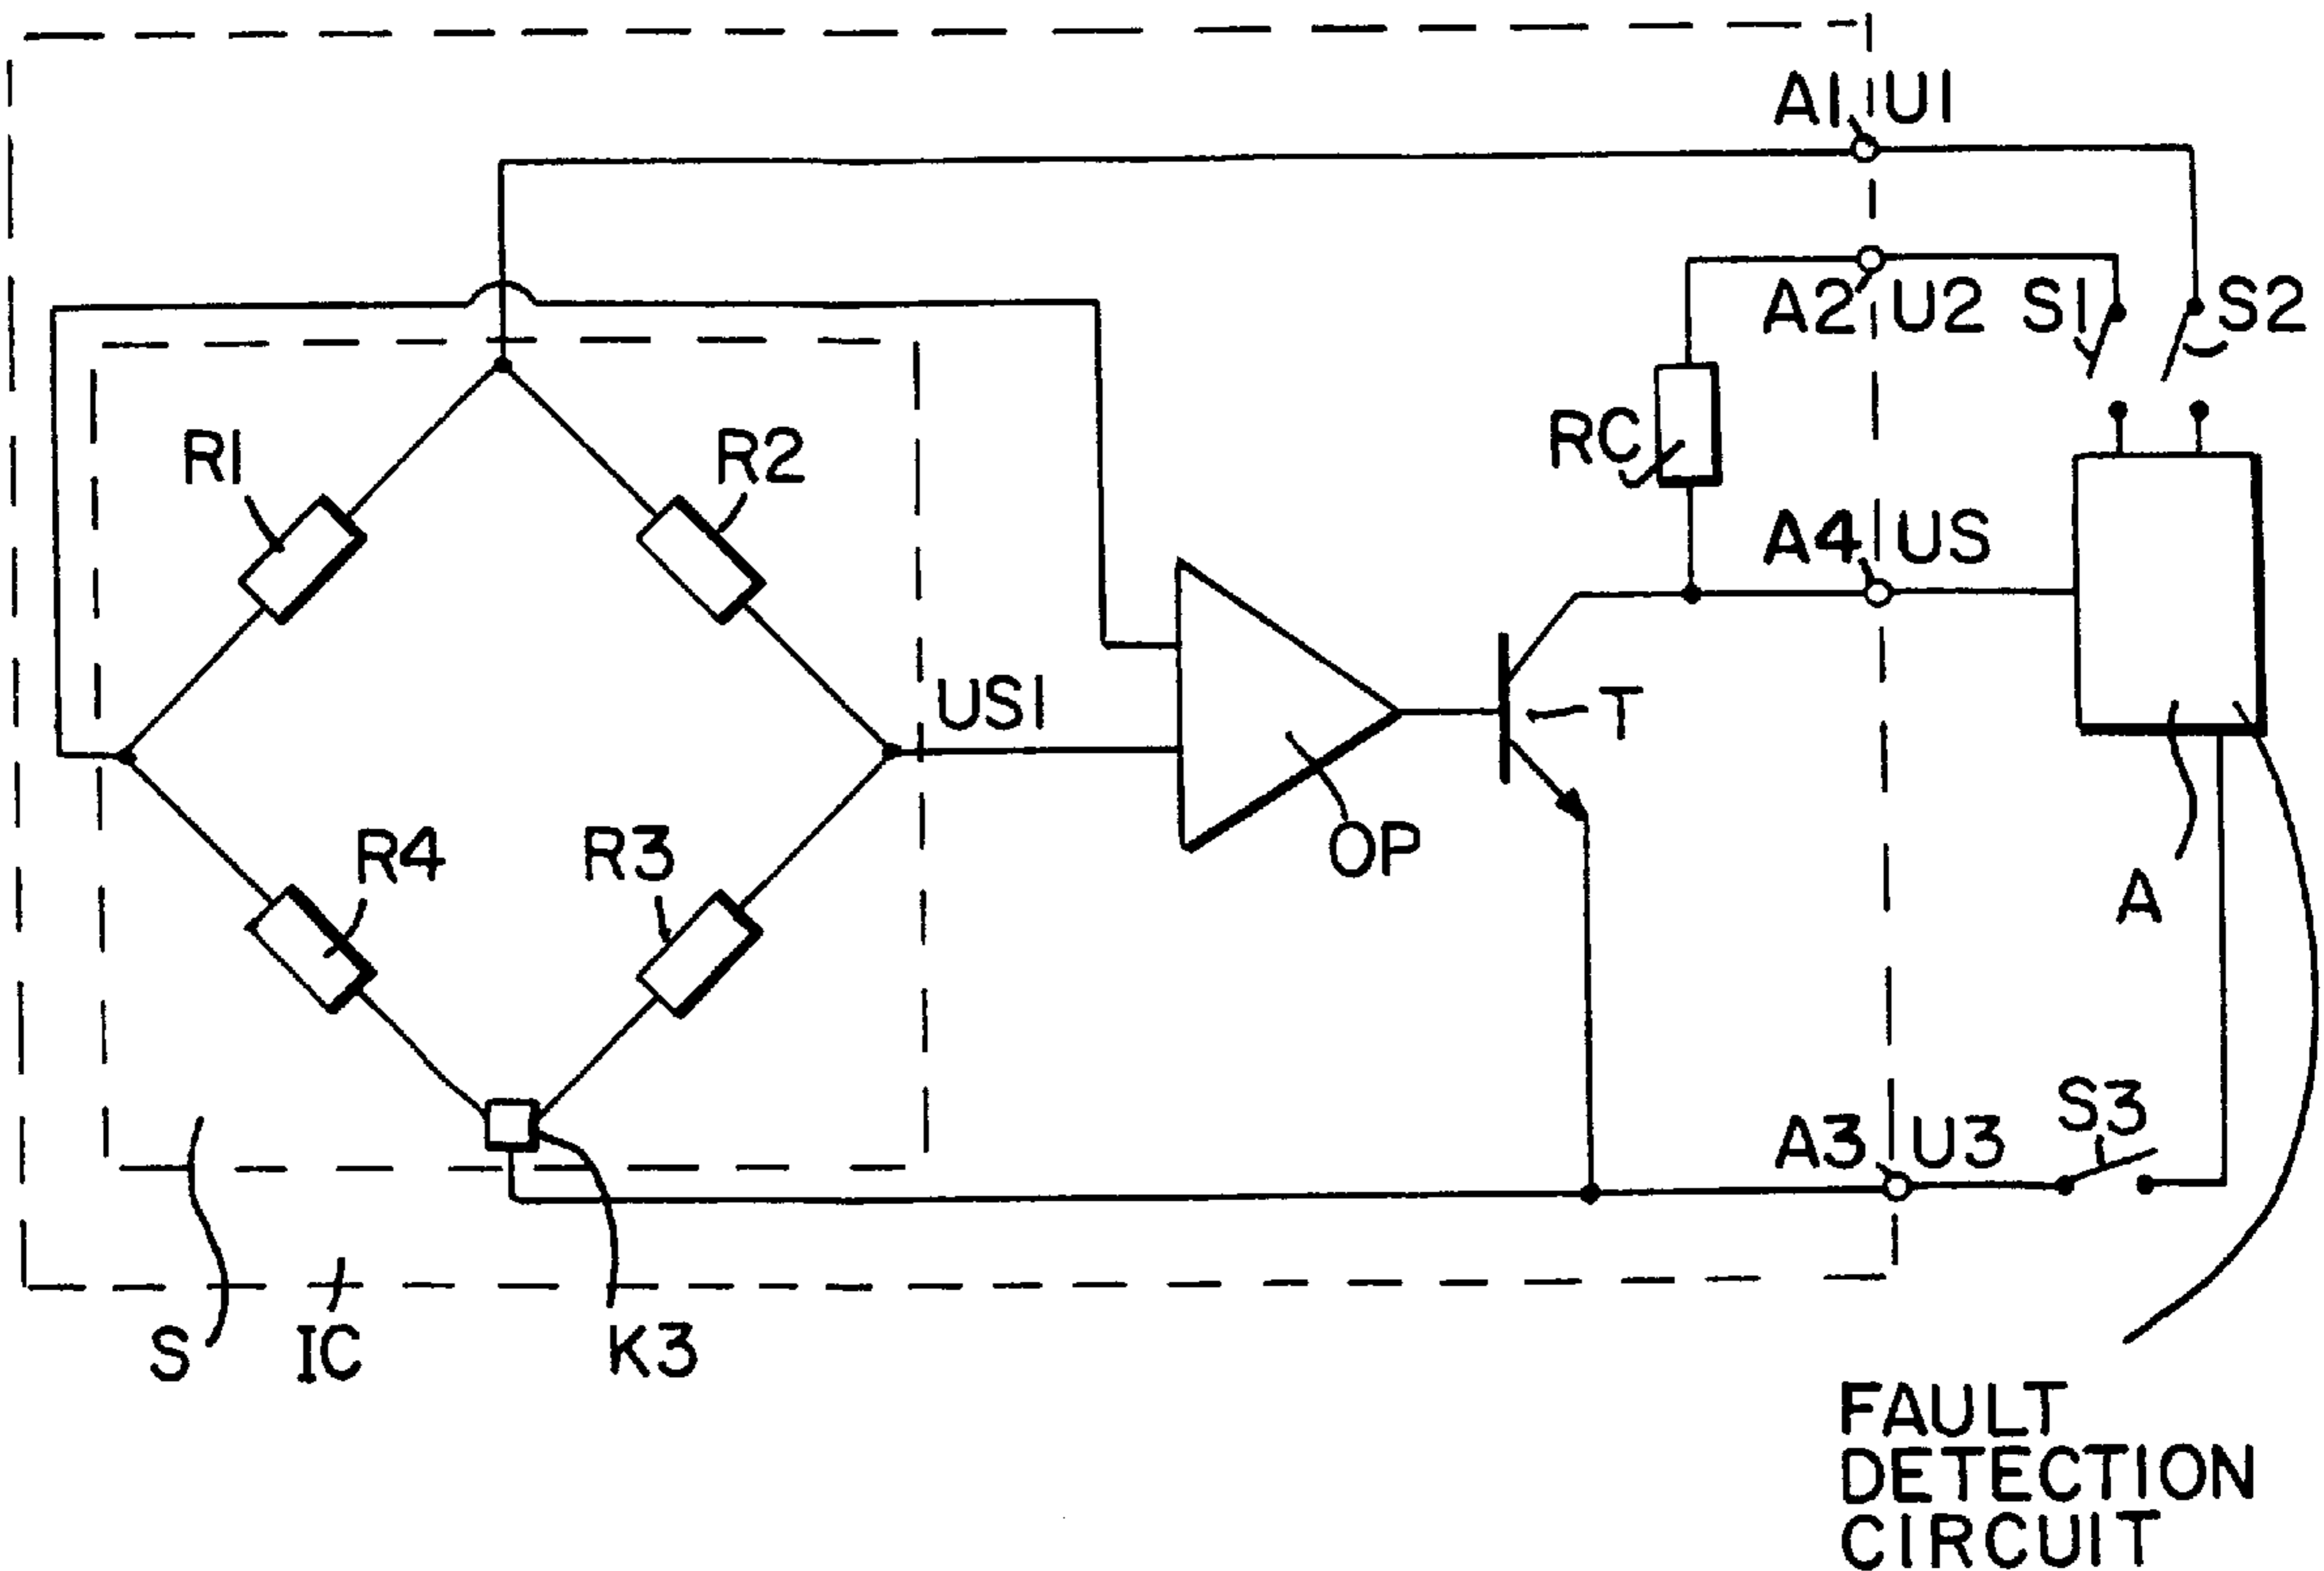 A1 U1
A2 U2 S1 S2
R1
R2
RC
A4 US
US1
T
R4
R3
OP
A
A3 U3
S3
S
IC
K3
FAULT
DETECTION
CIRCUIT